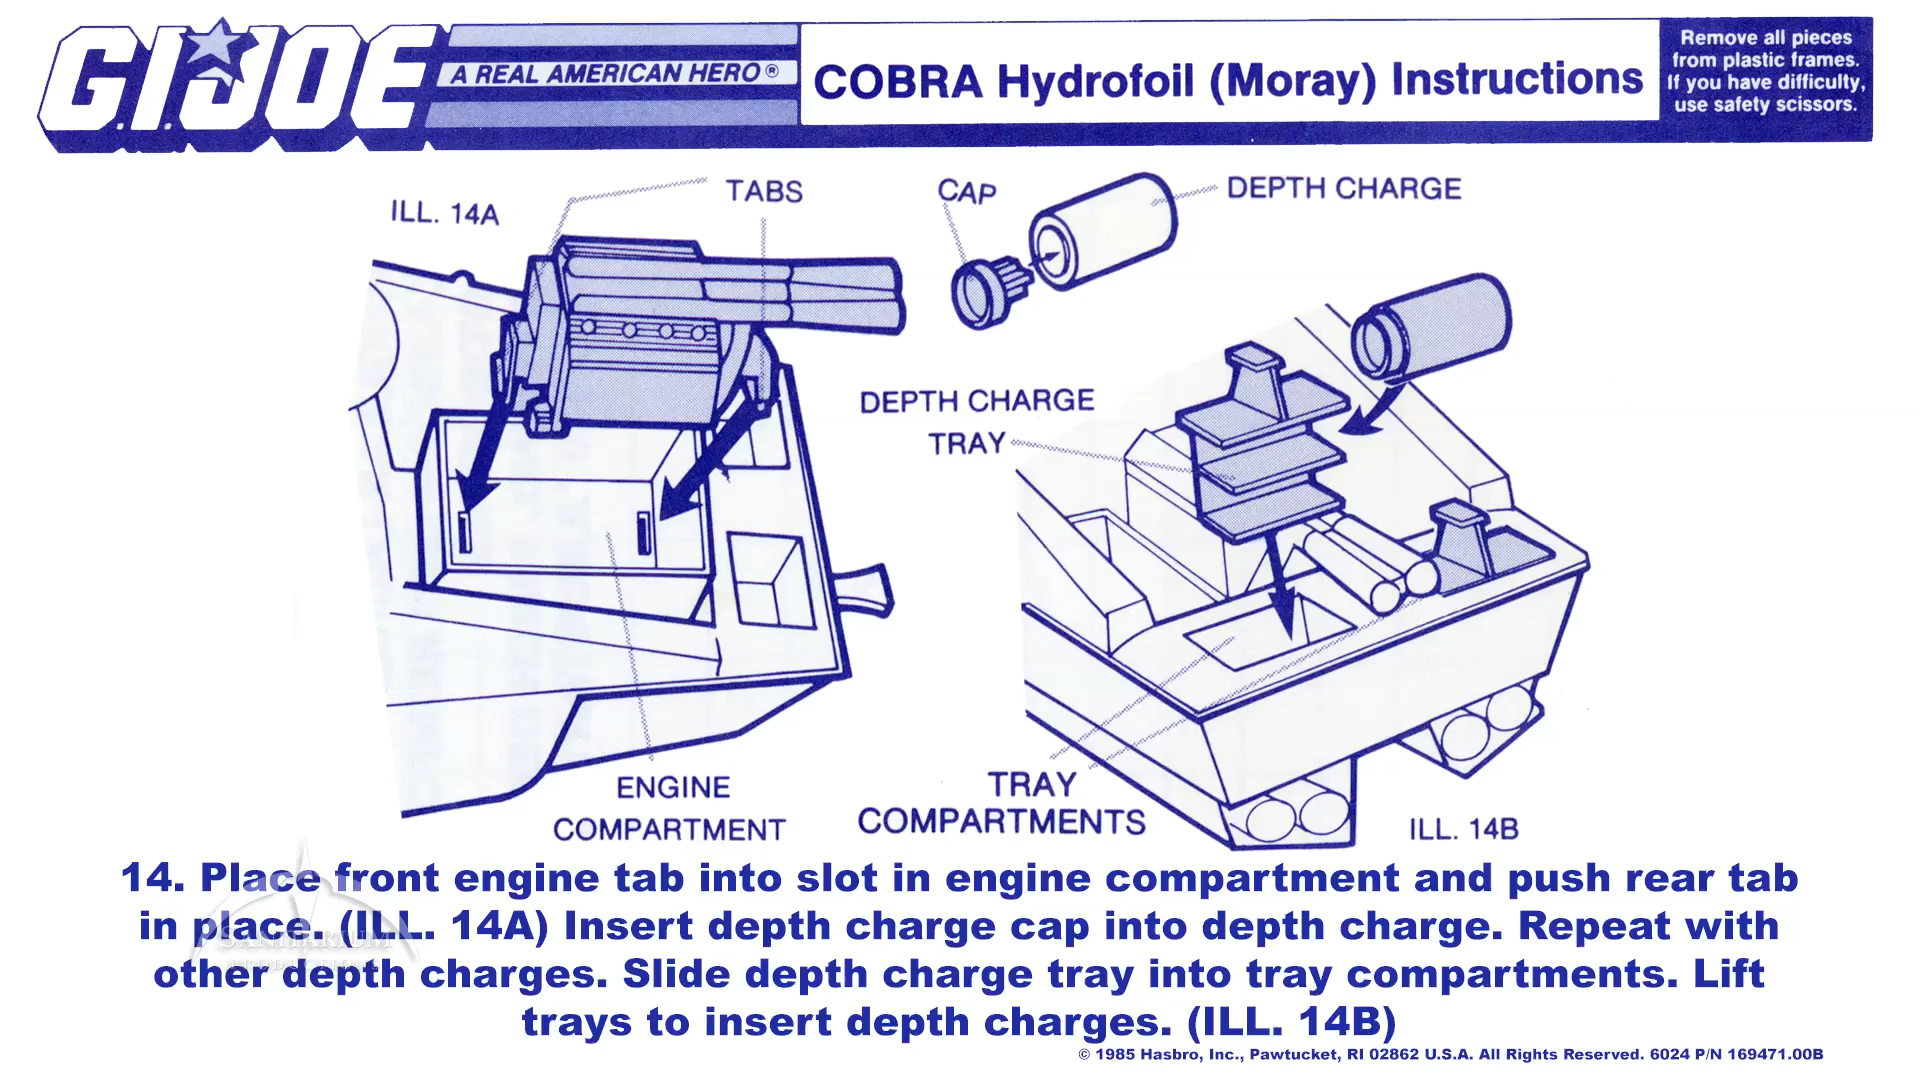 G.I. JOE
A REAL AMERICAN HERO®
COBRA Hydrofoil (Moray) Instructions
Remove all pieces
from plastic frames.
If you have difficulty,
use safety scissors.
ILL. 14A
TABS
CAP
DEPTH CHARGE
DEPTH CHARGE
TRAY
ENGINE
COMPARTMENT
TRAY
COMPARTMENTS
ILL. 14B
14. Place front engine tab into slot in engine compartment and push rear tab
in place. (ILL. 14A) Insert depth charge cap into depth charge. Repeat with
other depth charges. Slide depth charge tray into tray compartments. Lift
trays to insert depth charges. (ILL. 14B)
SANITARIUM
PRODUCTIONS
© 1985 Hasbro, Inc., Pawtucket, RI 02862 U.S.A. All Rights Reserved. 6024 P/N 169471.00B